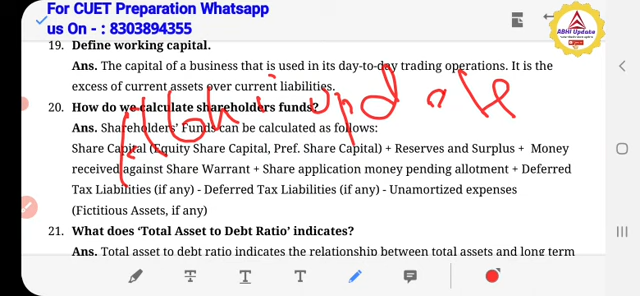 For CUET Preparation Whatsapp
us On - : 8303894355
ABHI Update
19. Define working capital.
Ans. The capital of a business that is used in its day-to-day trading operations. It is the
excess of current assets over current liabilities.
20. How do we calculate shareholders funds?
Ans. Shareholders' Funds can be calculated as follows:
Share Capital (Equity Share Capital, Pref. Share Capital) + Reserves and Surplus + Money
received against Share Warrant + Share application money pending allotment + Deferred
Tax Liabilities (if any) - Deferred Tax Liabilities (if any) - Unamortized expenses
(Fictitious Assets, if any)
Abhi update
21. What does 'Total Asset to Debt Ratio' indicates?
Ans. Total asset to debt ratio indicates the relationship between total assets and long term
T T T